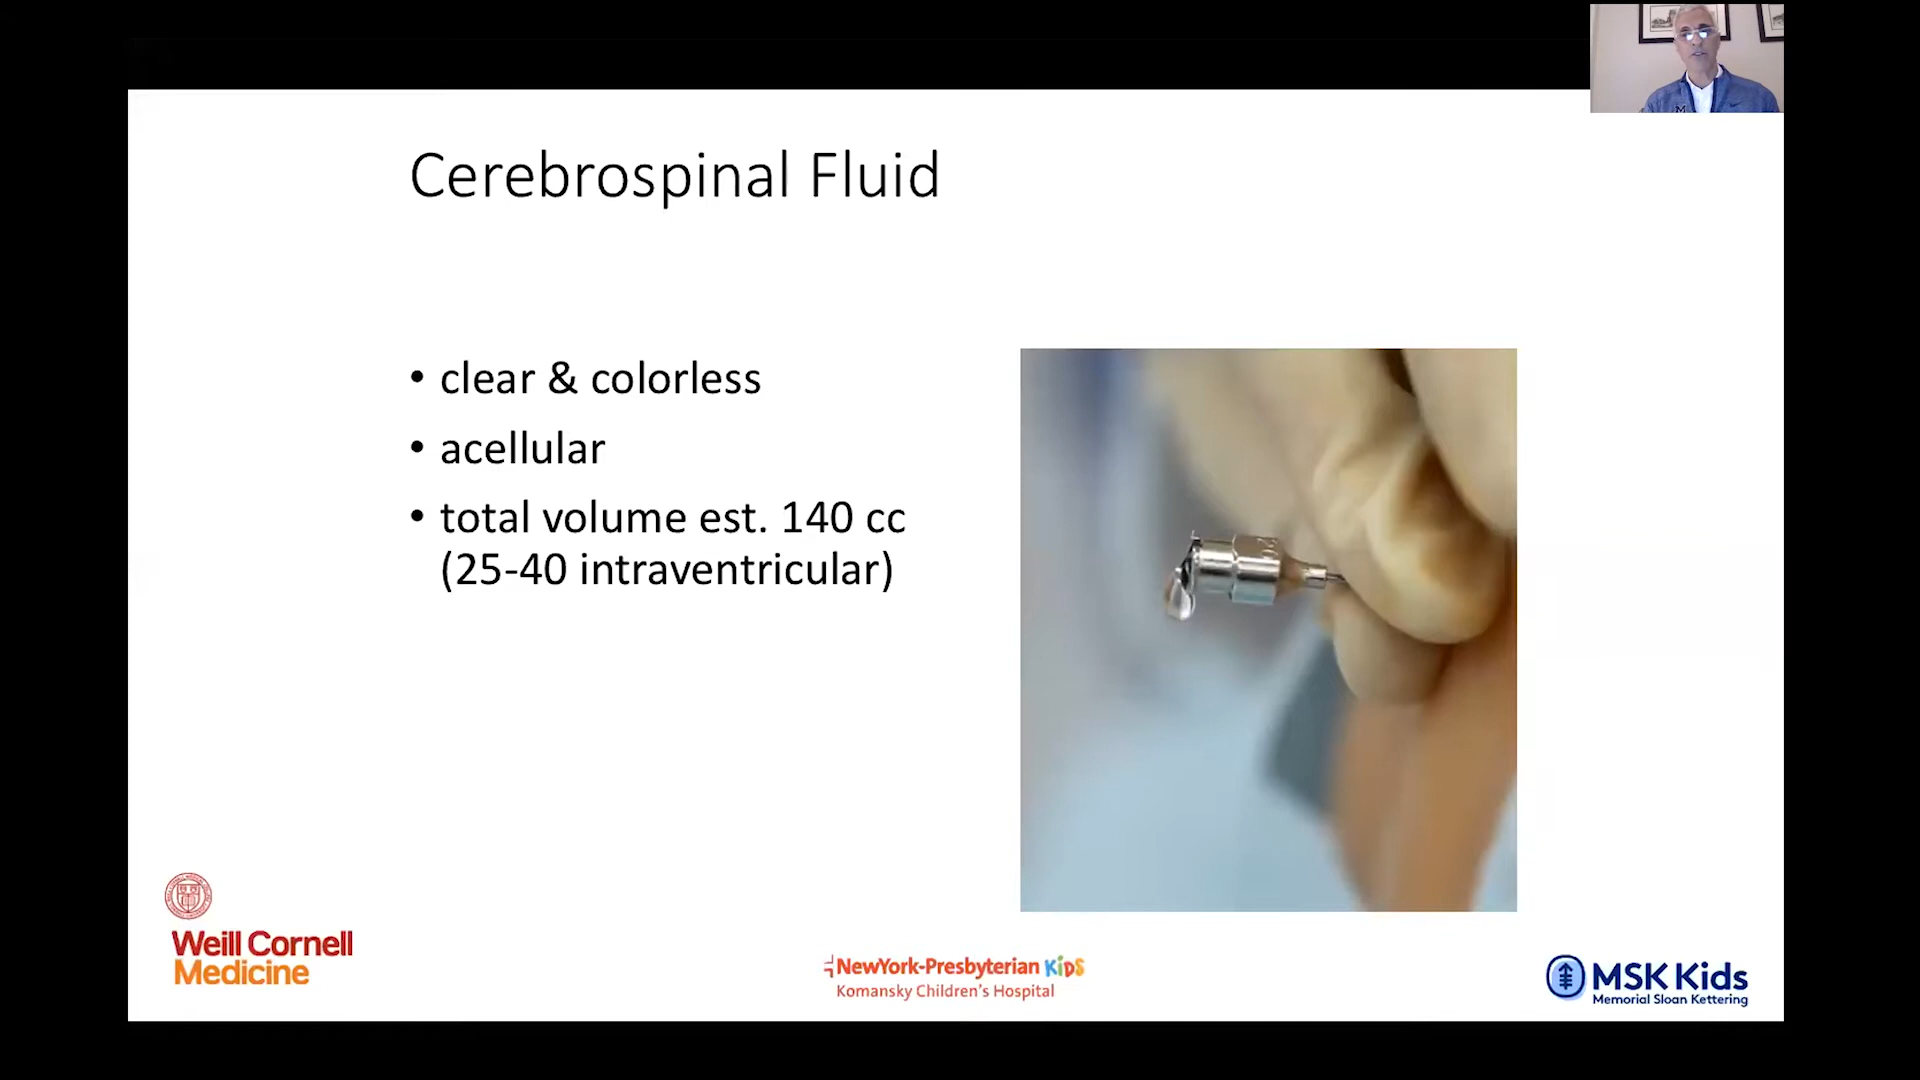 Cerebrospinal Fluid
• clear & colorless
• acellular
• total volume est. 140 cc
(25-40 intraventricular)
Weill Cornell
Medicine
NewYork-Presbyterian KiDS
Komansky Children's Hospital
MSK Kids
Memorial Sloan Kettering